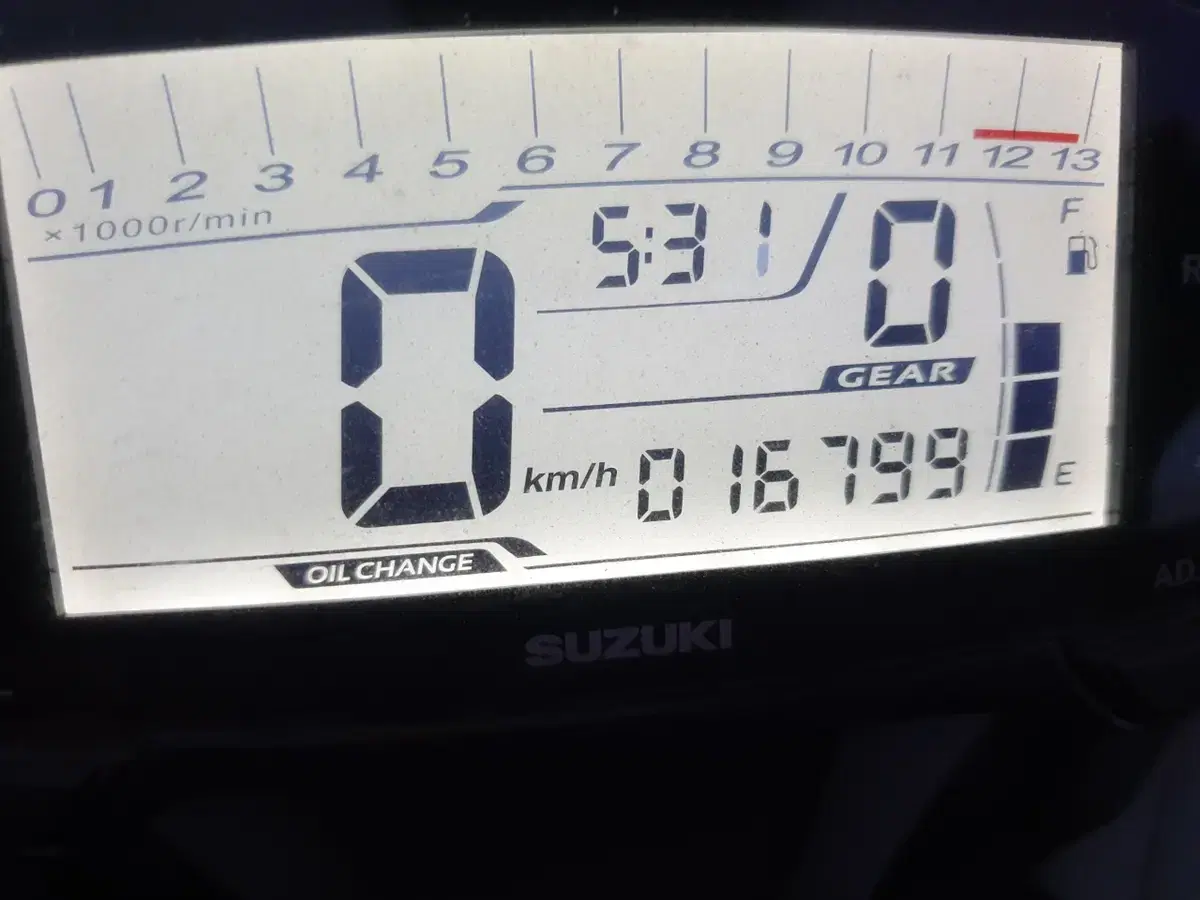 0 1 2 3 4 5 6 7 8 9 10 11 12 13
×1000r/min
5:31
0
F
GEAR
0 km/h
016799
E
OIL CHANGE
SUZUKI
AD